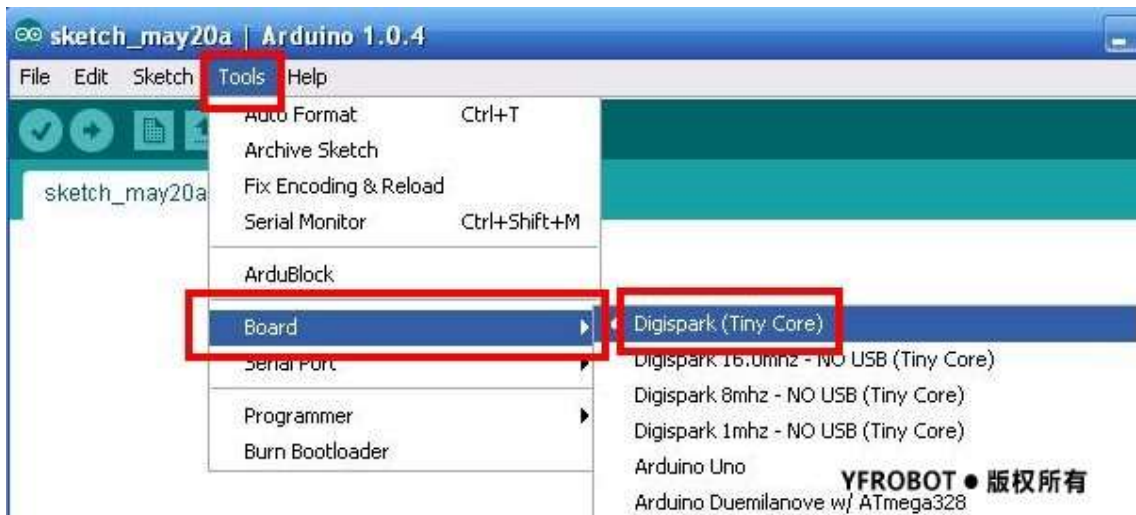 sketch_may20a | Arduino 1.0.4
File Edit Sketch Tools Help
Auto Format Ctrl+T
Archive Sketch
Fix Encoding & Reload
sketch_may20a
Serial Monitor Ctrl+Shift+M
ArduBlock
Board
Digispark (Tiny Core)
Serial Port
Digispark 16.0mhz - NO USB (Tiny Core)
Digispark 8mhz - NO USB (Tiny Core)
Programmer
Digispark 1mhz - NO USB (Tiny Core)
Burn Bootloader
Arduino Uno
YFROBOT ● 版权所有
Arduino Duemilanove w/ ATmega328